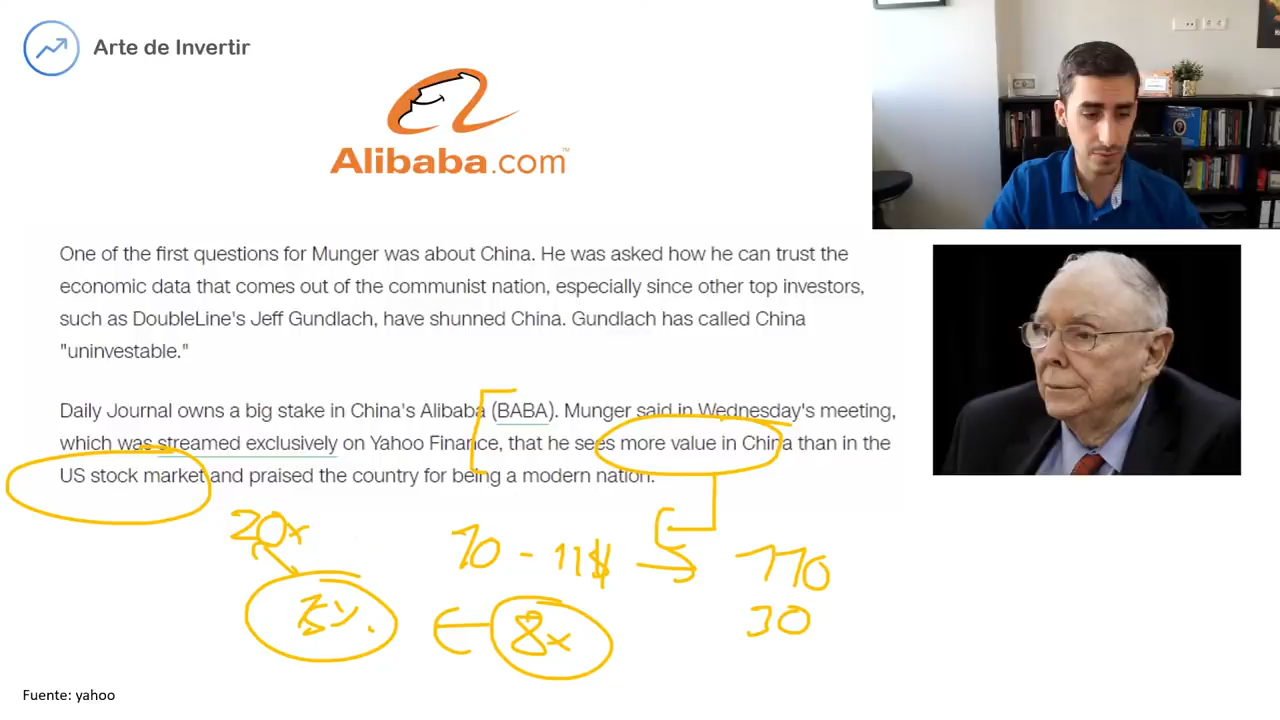 Arte de Invertir
Alibaba.com™
One of the first questions for Munger was about China. He was asked how he can trust the
economic data that comes out of the communist nation, especially since other top investors,
such as DoubleLine's Jeff Gundlach, have shunned China. Gundlach has called China
"uninvestable."
Daily Journal owns a big stake in China's Alibaba (BABA). Munger said in Wednesday's meeting,
which was streamed exclusively on Yahoo Finance, that he sees more value in China than in the
US stock market and praised the country for being a modern nation.
20x
10 - 11$
110
30
5%.
8x
Fuente: yahoo